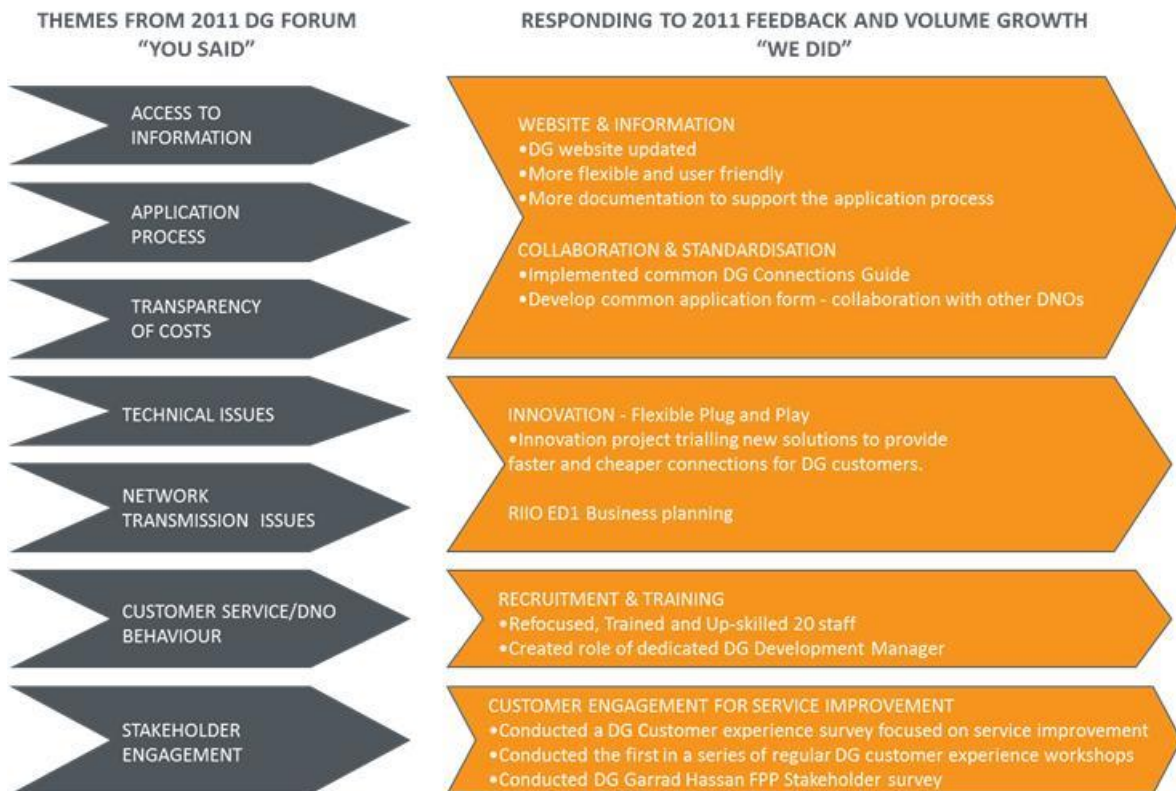 THEMES FROM 2011 DG FORUM
"YOU SAID"
ACCESS TO
INFORMATION
APPLICATION
PROCESS
TRANSPARENCY
OF COSTS
TECHNICAL ISSUES
NETWORK
TRANSMISSION ISSUES
CUSTOMER SERVICE/DNO
BEHAVIOUR
STAKEHOLDER
ENGAGEMENT
RESPONDING TO 2011 FEEDBACK AND VOLUME GROWTH
"WE DID"
WEBSITE & INFORMATION
•DG website updated
•More flexible and user friendly
•More documentation to support the application process
COLLABORATION & STANDARDISATION
•Implemented common DG Connections Guide
•Develop common application form - collaboration with other DNOs
INNOVATION - Flexible Plug and Play
•Innovation project trialling new solutions to provide
faster and cheaper connections for DG customers.
RIIO ED1 Business planning
RECRUITMENT & TRAINING
•Refocused, Trained and Up-skilled 20 staff
•Created role of dedicated DG Development Manager
CUSTOMER ENGAGEMENT FOR SERVICE IMPROVEMENT
•Conducted a DG Customer experience survey focused on service improvement
•Conducted the first in a series of regular DG customer experience workshops
•Conducted DG Garrad Hassan FPP Stakeholder survey